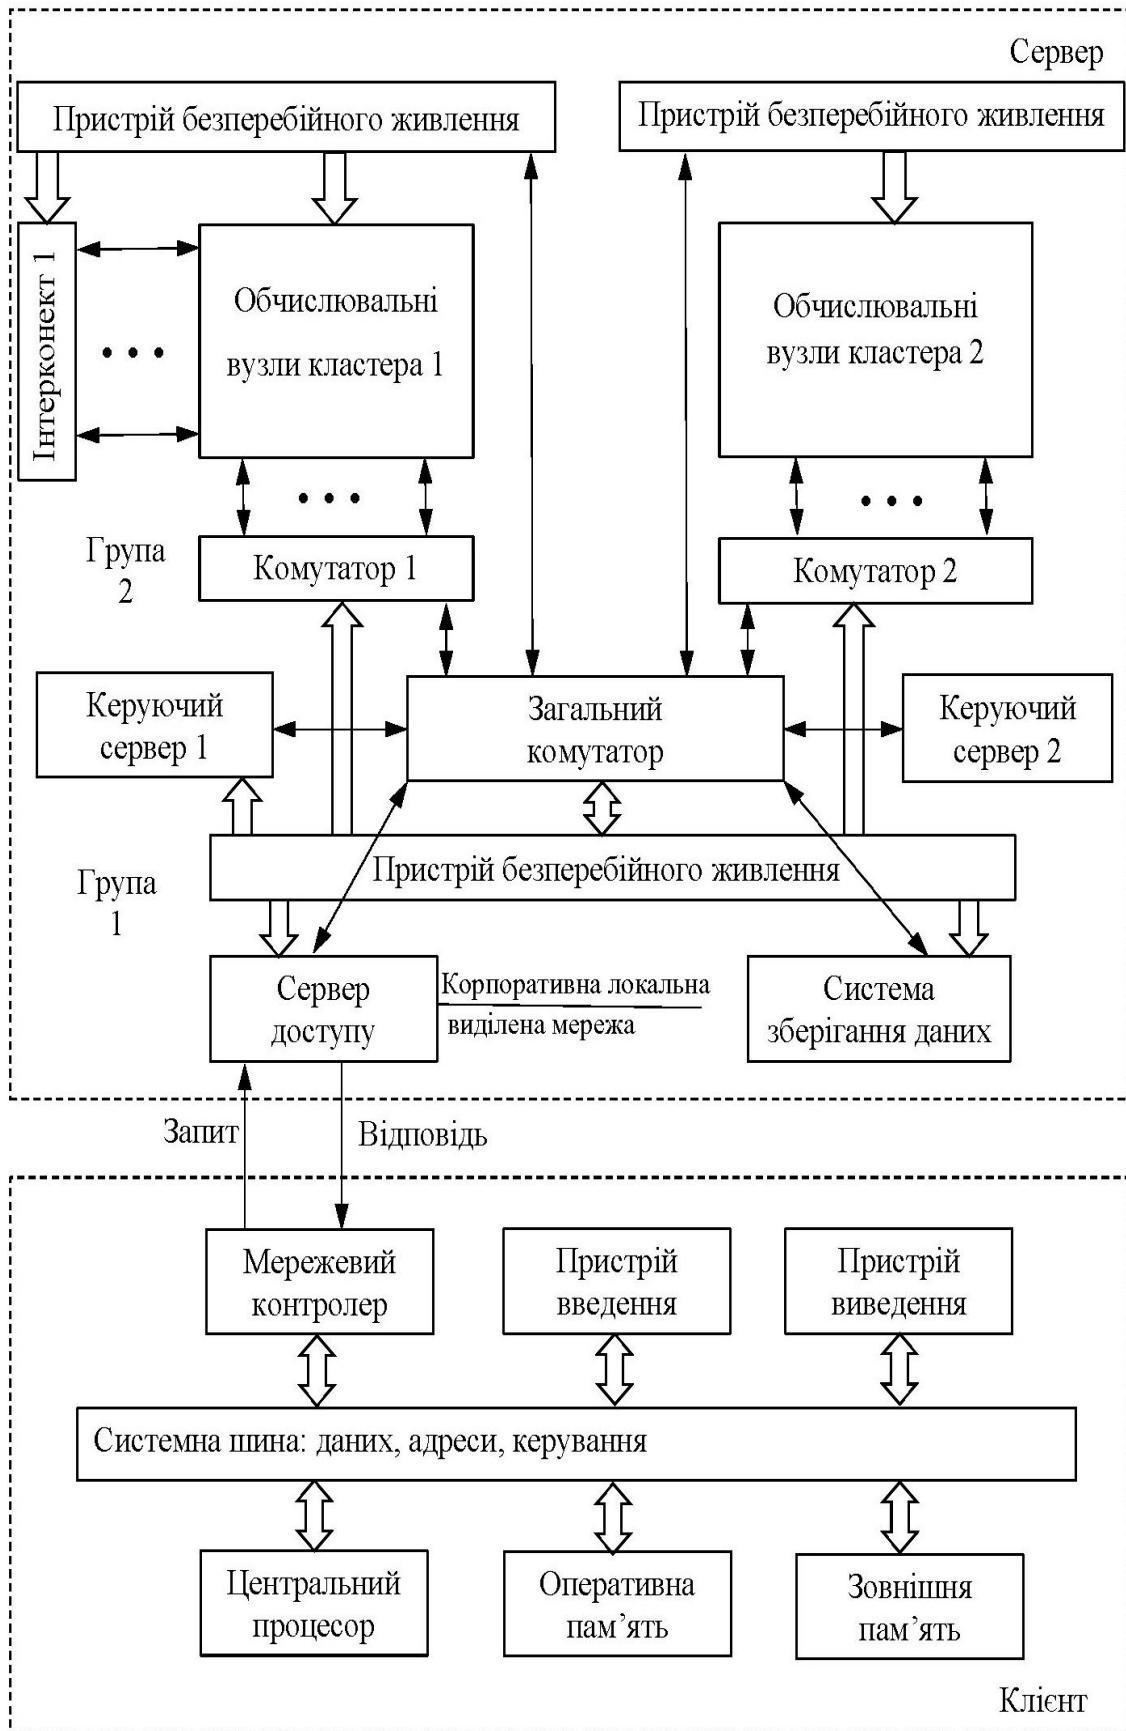 Сервер
Пристрій безперебійного живлення
Пристрій безперебійного живлення
Інтерконект 1
Обчислювальні
вузли кластера 1
Обчислювальні
вузли кластера 2
Група
2
Комутатор 1
Комутатор 2
Керуючий
сервер 1
Загальний
комутатор
Керуючий
сервер 2
Група
1
Пристрій безперебійного живлення
Сервер
доступу
Корпоративна локальна
виділена мережа
Система
зберігання даних
Запит
Відповідь
Мережевий
контролер
Пристрій
введення
Пристрій
виведення
Системна шина: даних, адреси, керування
Центральний
процесор
Оперативна
пам’ять
Зовнішня
пам’ять
Клієнт